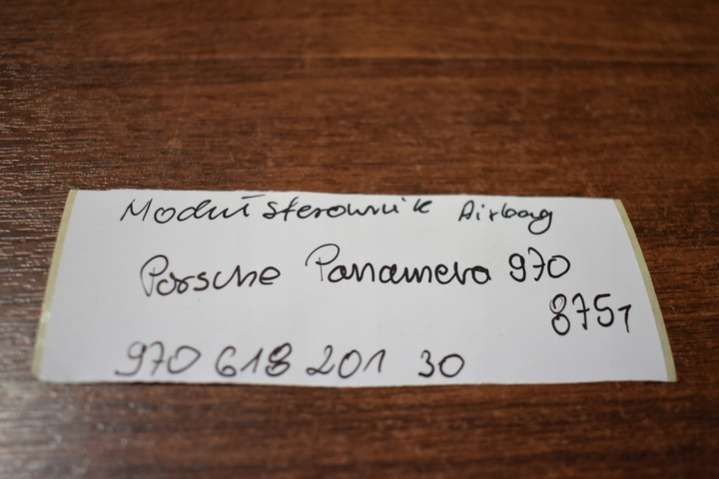 Moduł sterownik Airbag
Porsche Panamera 970
8751
970 618 201 30